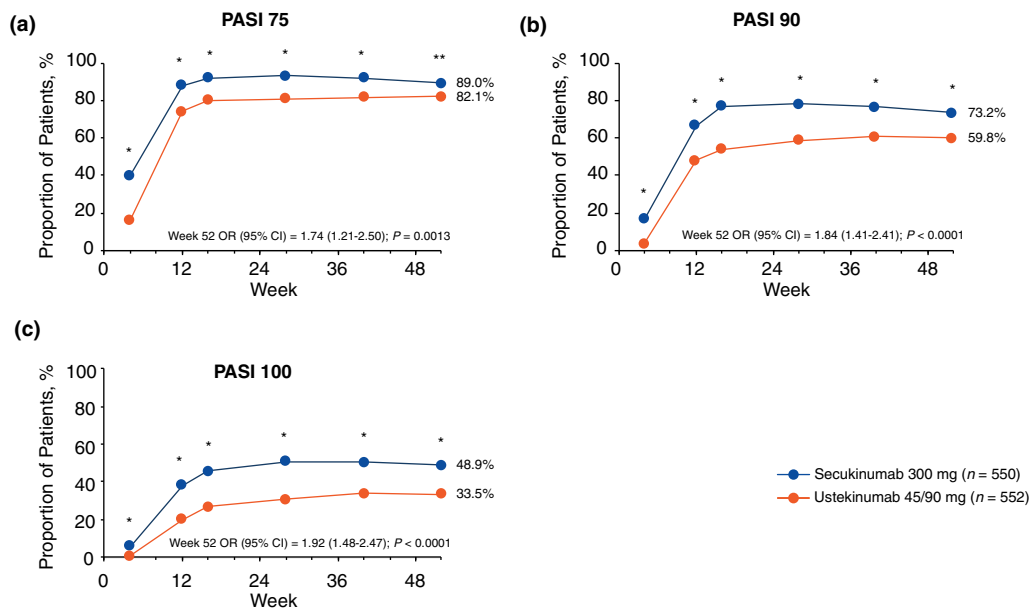 (a)
PASI 75
Proportion of Patients, %
100
80
60
40
20
0
* * * * * **
89.0%
82.1%
Week 52 OR (95% CI) = 1.74 (1.21-2.50); P = 0.0013
0 12 24 36 48
Week
(b)
PASI 90
Proportion of Patients, %
100
80
60
40
20
0
* * * * * *
73.2%
59.8%
Week 52 OR (95% CI) = 1.84 (1.41-2.41); P < 0.0001
0 12 24 36 48
Week
(c)
PASI 100
Proportion of Patients, %
100
80
60
40
20
0
* * * * * *
48.9%
33.5%
Week 52 OR (95% CI) = 1.92 (1.48-2.47); P < 0.0001
0 12 24 36 48
Week
Secukinumab 300 mg (n = 550)
Ustekinumab 45/90 mg (n = 552)